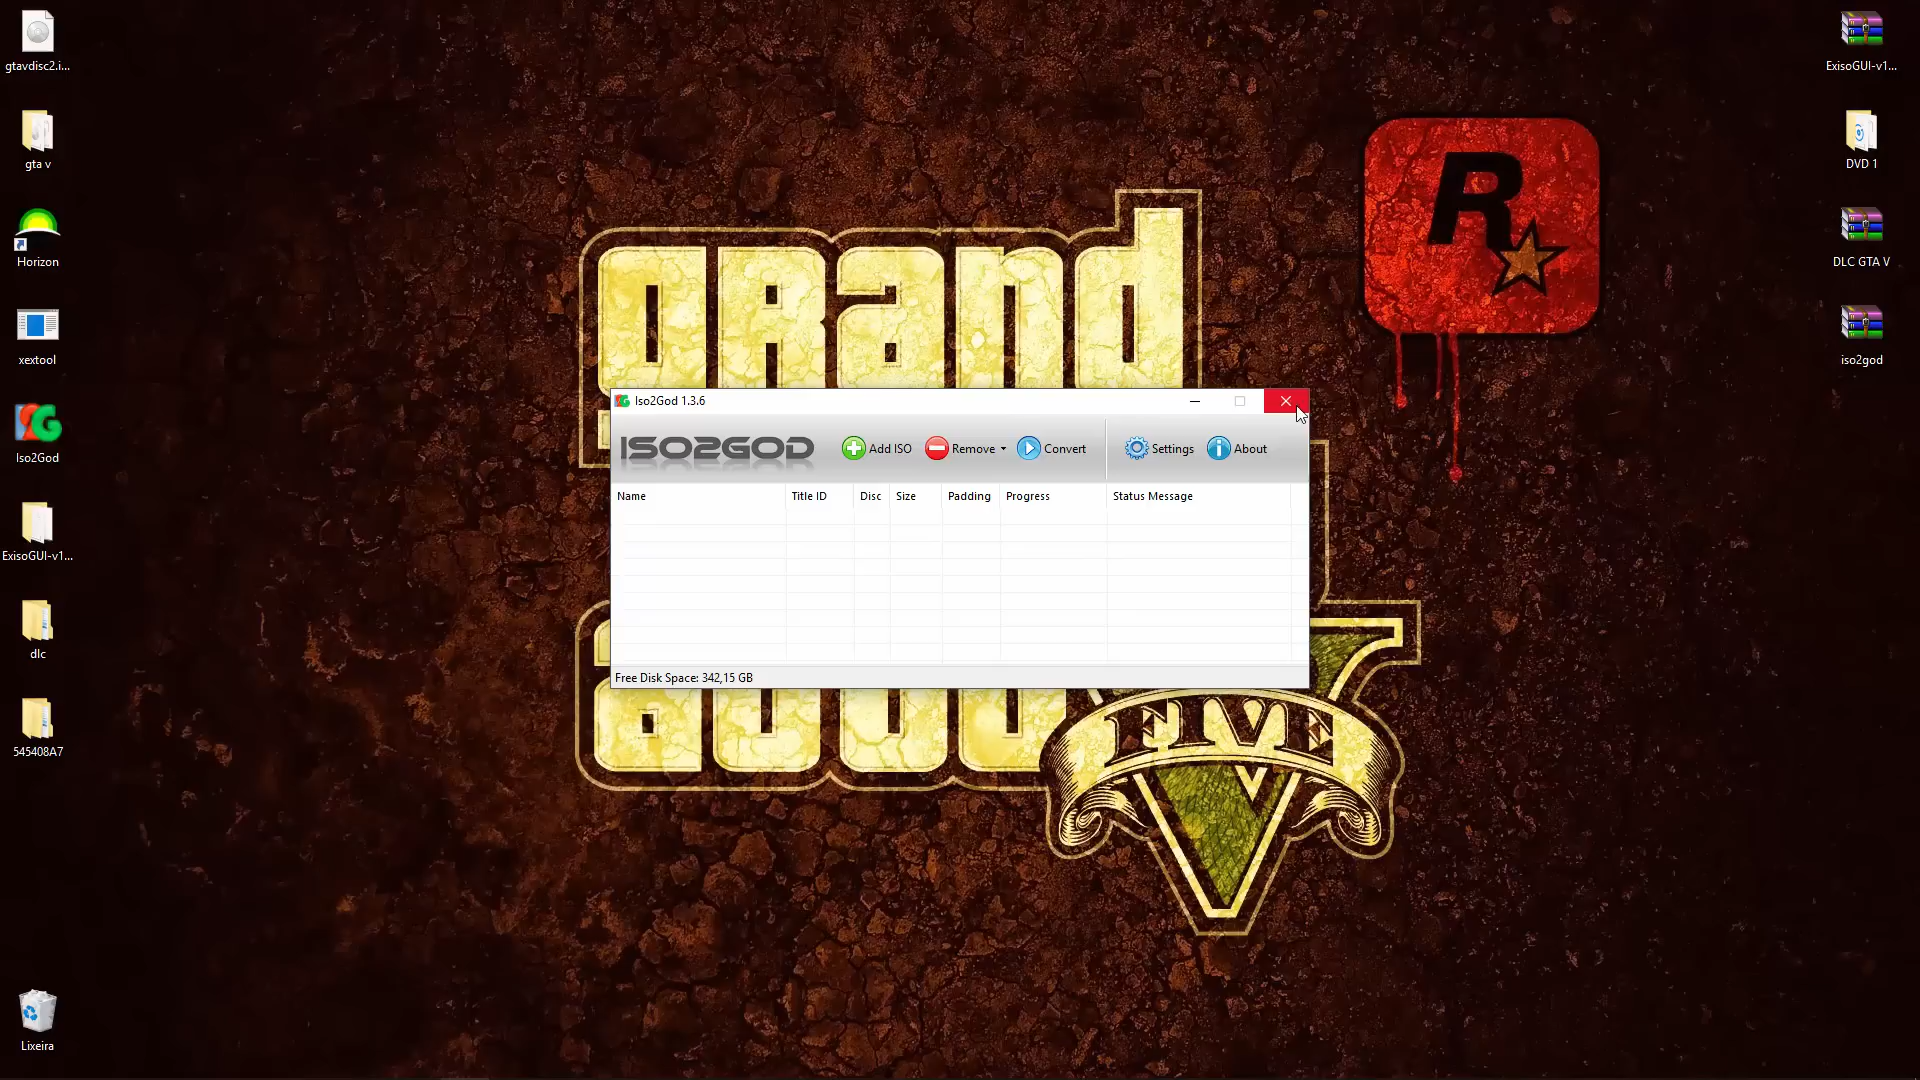 gtavdisc2.i...
gta v
Horizon
xextool
Iso2God
ExisoGUI-v1...
dlc
545408A7
Lixeira
grand
R
FIVE
Iso2God 1.3.6
ISO2GOD
Add ISO
Remove
Convert
Settings
About
Name Title ID Disc Size Padding Progress Status Message
Free Disk Space: 342,15 GB
ExisoGUI-v1...
DVD 1
DLC GTA V
iso2god